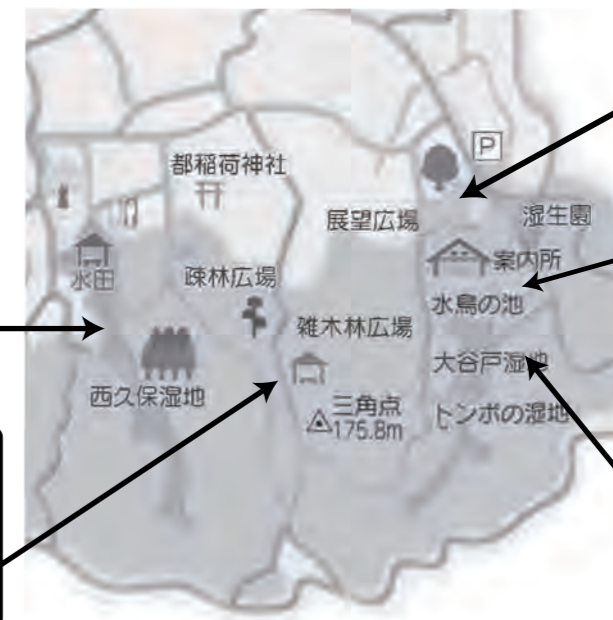 都稲荷神社
P
展望広場
湿生園
案内所
水田
疎林広場
水鳥の池
雑木林広場
大谷戸湿地
西久保湿地
三角点
175.8m
トンボの湿地